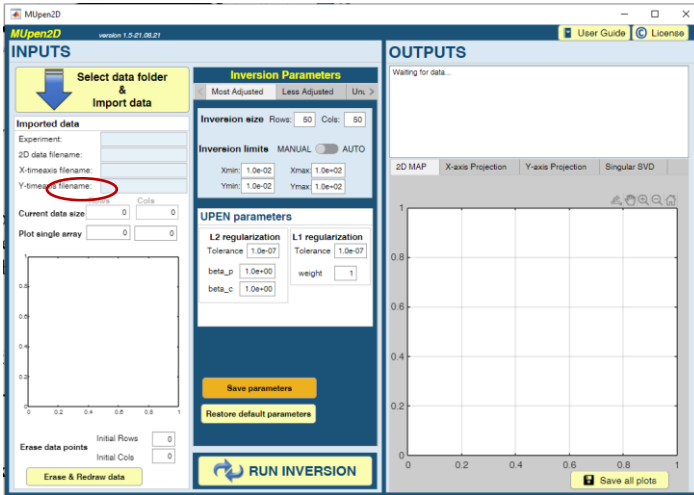 MUpen2D
MUpen2D version 1.5-21.08.21
User Guide License
INPUTS
Select data folder
&
Import data
Imported data
Experiment:
2D data filename:
X-timeaxis filename:
Y-timeaxis filename:
Rows Cols
Current data size 0 0
Plot single array 0 0
1
0.8
0.6
0.4
0.2
0
0 0.2 0.4 0.6 0.8 1
Erase data points
Initial Rows 0
Initial Cols 0
Erase & Redraw data
Inversion Parameters
Most Adjusted Less Adjusted
Inversion size Rows: 50 Cols: 50
Inversion limits MANUAL AUTO
Xmin: 1.0e-02 Xmax: 1.0e+02
Ymin: 1.0e-02 Ymax: 1.0e+02
UPEN parameters
L2 regularization L1 regularization
Tolerance 1.0e-07 Tolerance 1.0e-07
beta_p 1.0e+00 weight 1
beta_c 1.0e+00
Save parameters
Restore default parameters
RUN INVERSION
OUTPUTS
Waiting for data...
2D MAP X-axis Projection Y-axis Projection Singular SVD
1
0.8
0.6
0.4
0.2
0
0 0.2 0.4 0.6 0.8 1
Save all plots